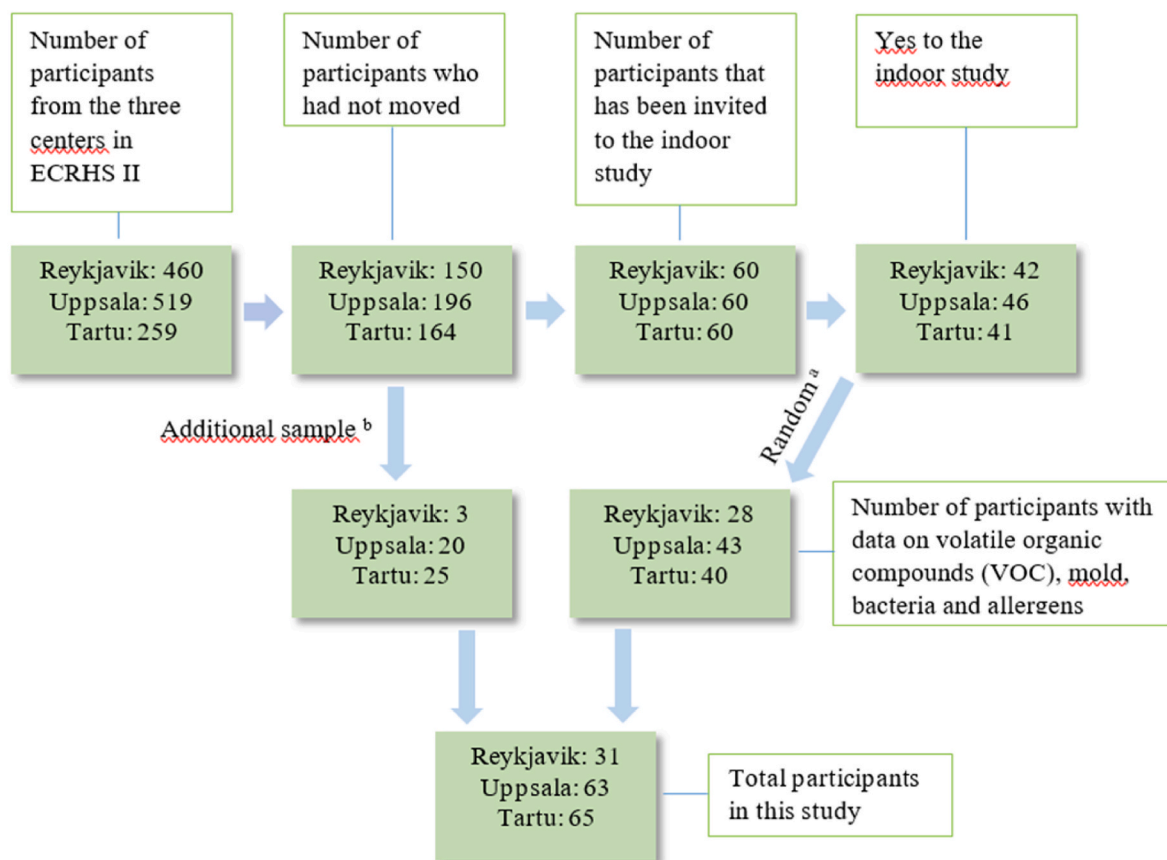 Number of
participants
from the three
centers in
ECRHS II
Number of
participants who
had not moved
Number of
participants that
has been invited
to the indoor
study
Yes to the
indoor study
Reykjavik: 460
Uppsala: 519
Tartu: 259
Reykjavik: 150
Uppsala: 196
Tartu: 164
Reykjavik: 60
Uppsala: 60
Tartu: 60
Reykjavik: 42
Uppsala: 46
Tartu: 41
Additional sample b
Random a
Reykjavik: 3
Uppsala: 20
Tartu: 25
Reykjavik: 28
Uppsala: 43
Tartu: 40
Number of participants with
data on volatile organic
compounds (VOC), mold,
bacteria and allergens
Reykjavik: 31
Uppsala: 63
Tartu: 65
Total participants
in this study